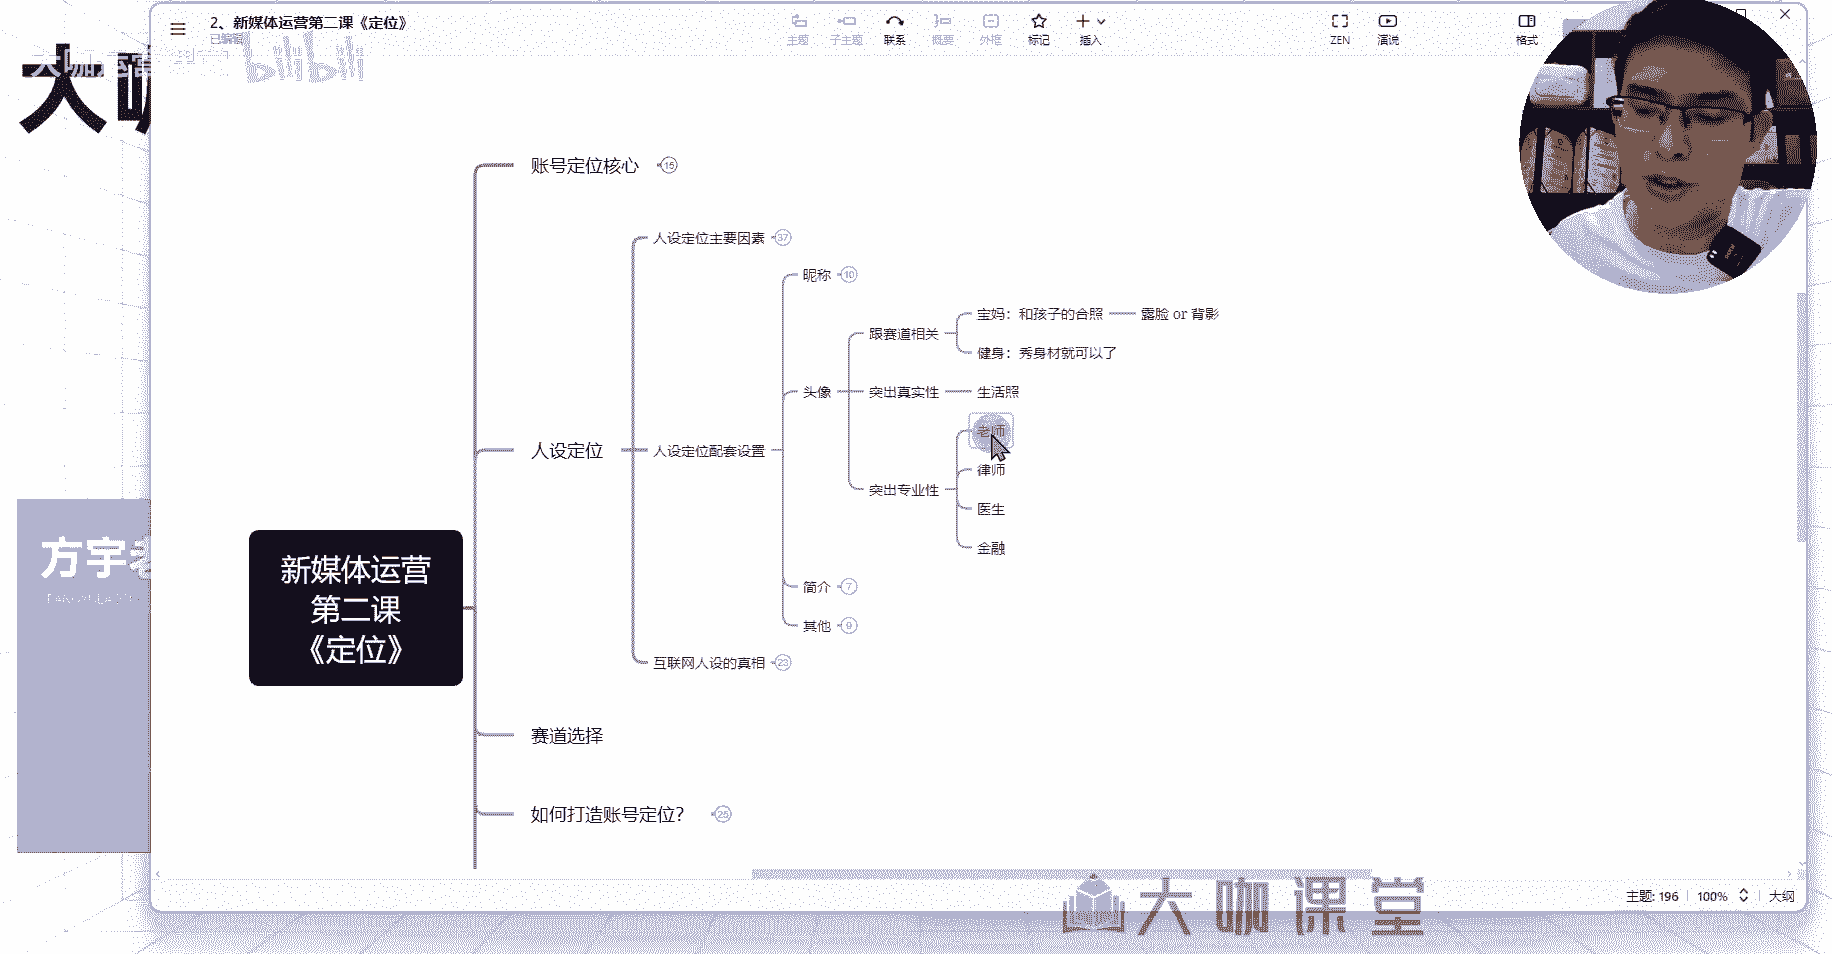 2、新媒体运营第二课《定位》
已编辑
主题
子主题
联系
概要
外框
标记
插入
ZEN
演说
格式
大咖运营
bilibili
大咖
账号定位核心 15
人设定位主要因素 37
昵称 10
宝妈：和孩子的合照 露脸 or 背影
跟赛道相关
健身：秀身材就可以了
头像
突出真实性
生活照
老师
人设定位
人设定位配套设置
律师
突出专业性
医生
金融
方宇老
新媒体运营
第二课
《定位》
简介 7
其他 9
互联网人设的真相 23
赛道选择
如何打造账号定位？ 25
大咖课堂
主题: 196
100%
大纲